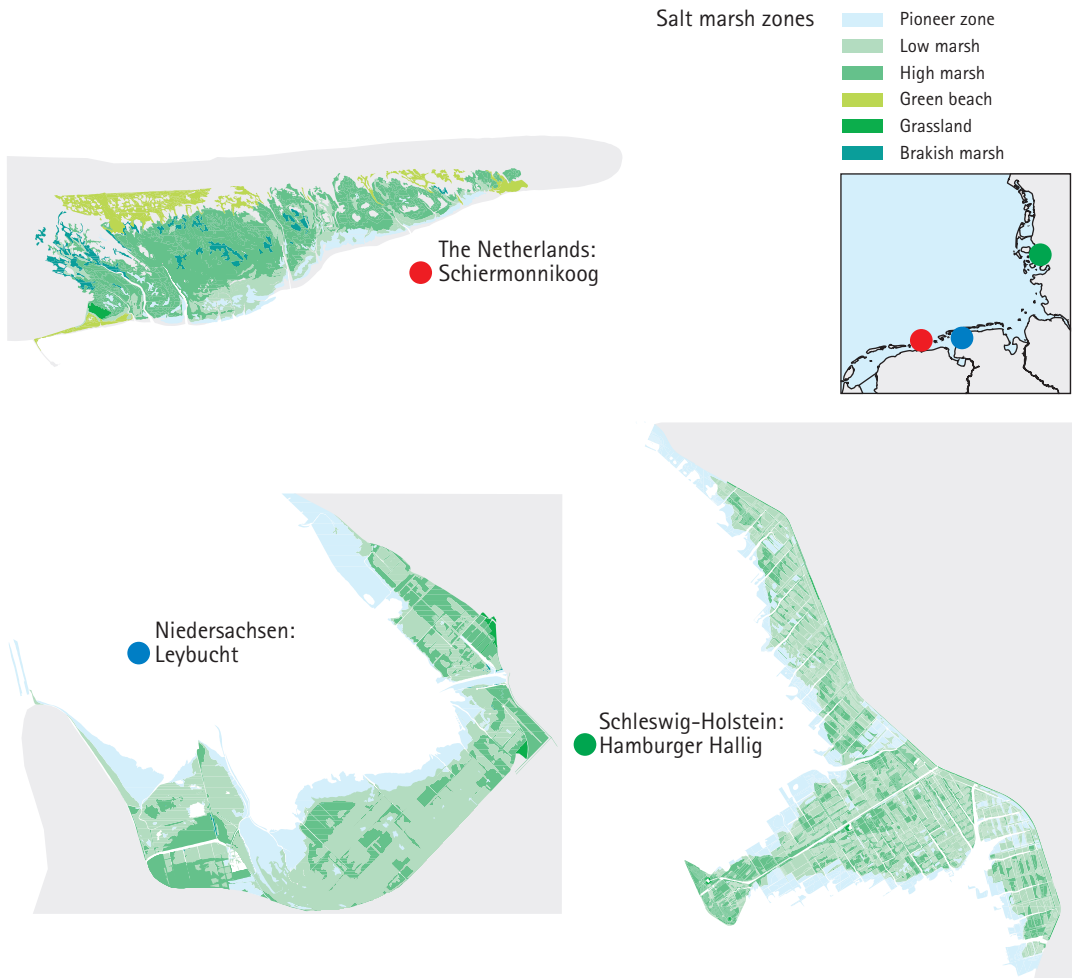 Salt marsh zones
Pioneer zone
Low marsh
High marsh
Green beach
Grassland
Brakish marsh
The Netherlands:
Schiermonnikoog
Niedersachsen:
Leybucht
Schleswig-Holstein:
Hamburger Hallig